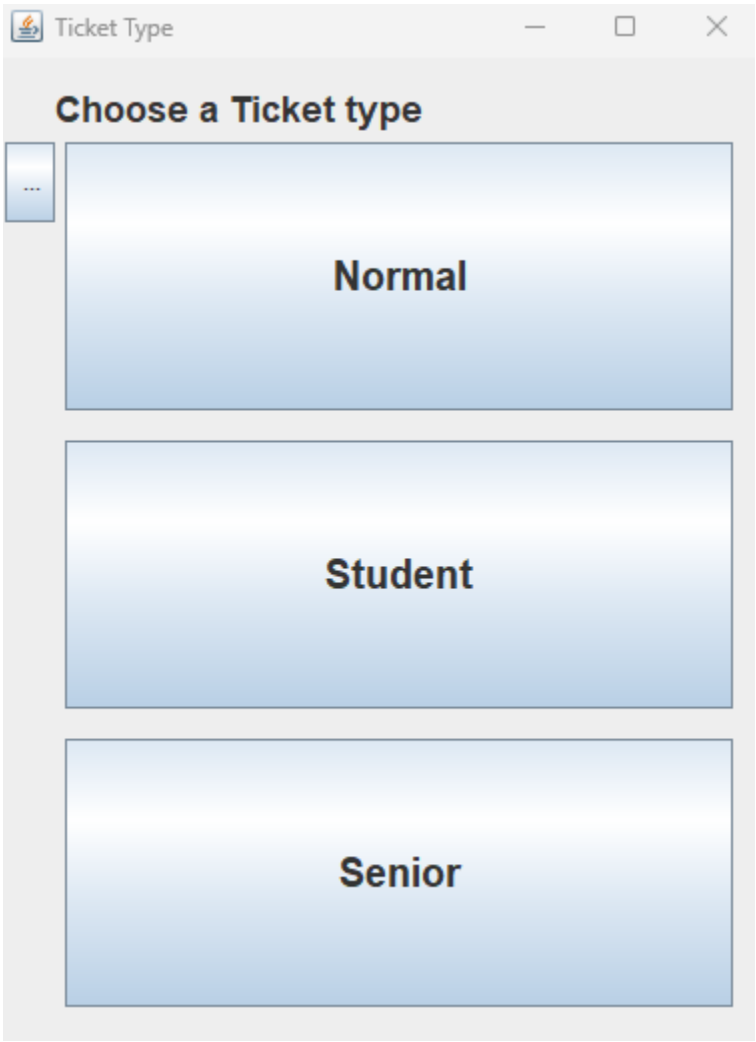 Ticket Type
Choose a Ticket type
...
Normal
Student
Senior